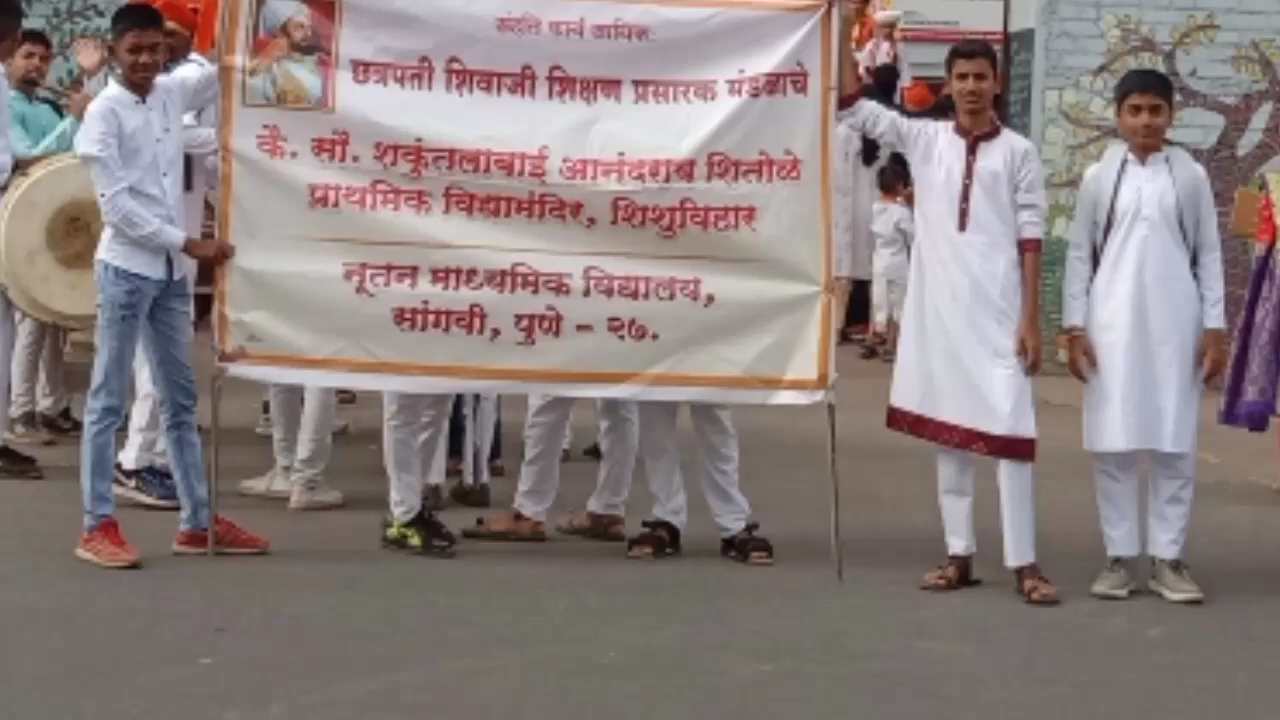 छत्रपती शिवाजी शिक्षण प्रसारक मंडळाचे
कै. सौ. शकुंतलाबाई आनंदराव शितोळे
प्राथमिक विद्यामंदिर, शिशुविहार
नूतन माध्यमिक विद्यालय,
सांगवी, पुणे - २७.